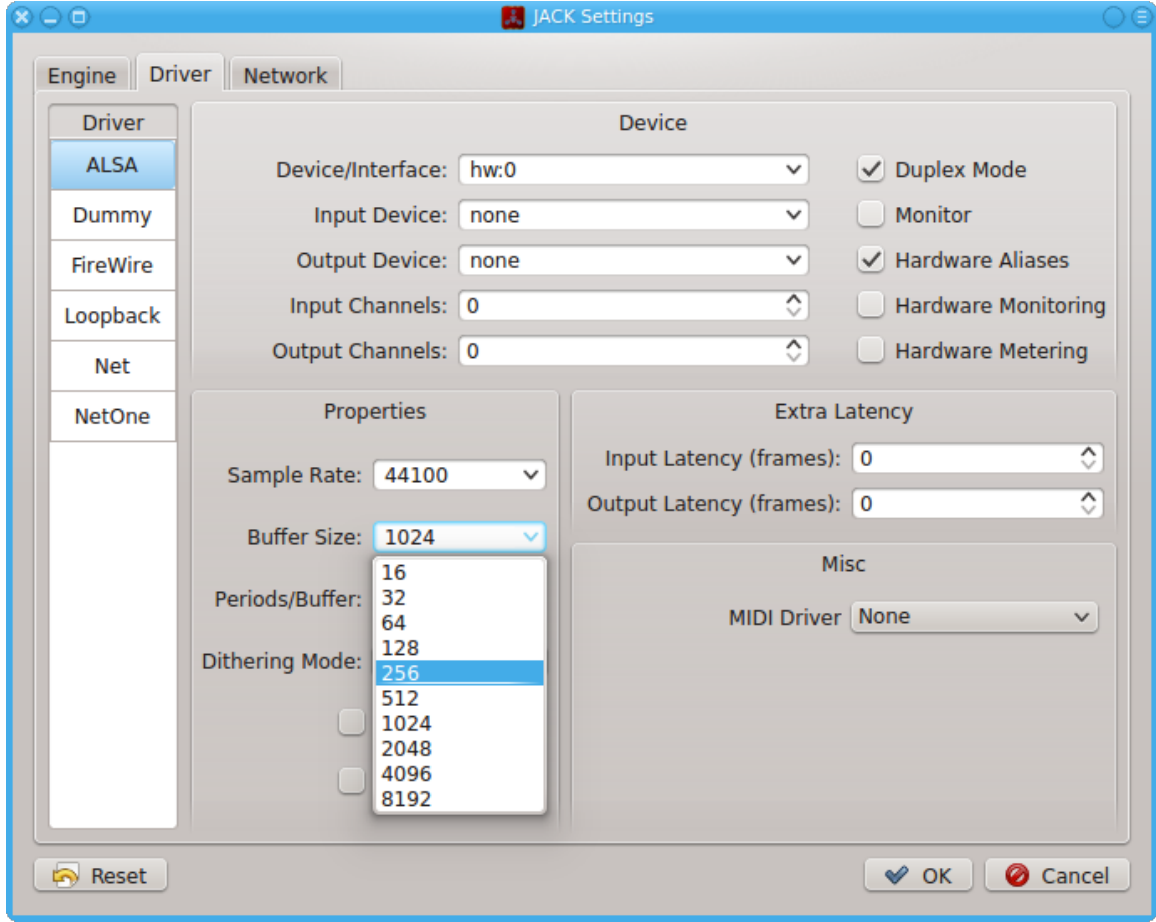 JACK Settings
Engine
Driver
Network
Driver
ALSA
Dummy
FireWire
Loopback
Net
NetOne
Device
Device/Interface: hw:0
Input Device: none
Output Device: none
Input Channels: 0
Output Channels: 0
Duplex Mode
Monitor
Hardware Aliases
Hardware Monitoring
Hardware Metering
Properties
Sample Rate: 44100
Buffer Size: 1024
16
32
64
128
256
512
1024
2048
4096
8192
Periods/Buffer:
Dithering Mode:
Extra Latency
Input Latency (frames): 0
Output Latency (frames): 0
Misc
MIDI Driver None
Reset
OK
Cancel